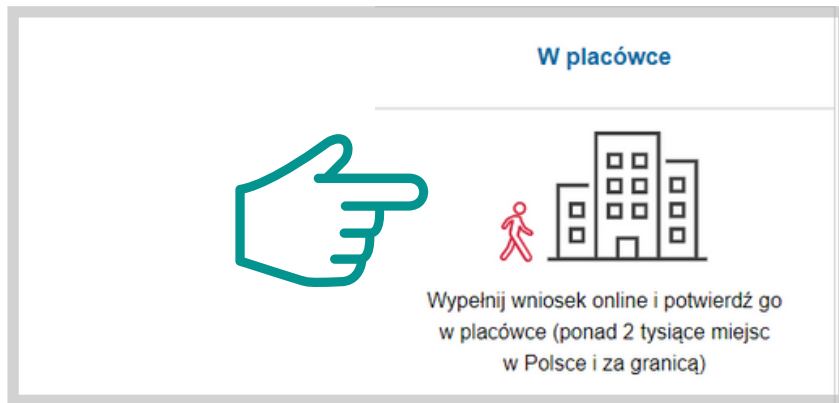 W placówce
Wypełnij wniosek online i potwierdź go
w placówce (ponad 2 tysiące miejsc
w Polsce i za granicą)